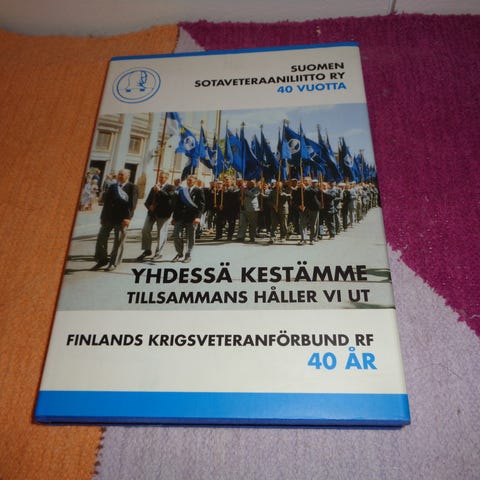 SUOMEN
SOTAVETERAANILIITTO RY
40 VUOTTA
YHDESSÄ KESTÄMME
TILLSAMMANS HÅLLER VI UT
FINLANDS KRIGSVETERANFÖRBUND RF
40 ÅR